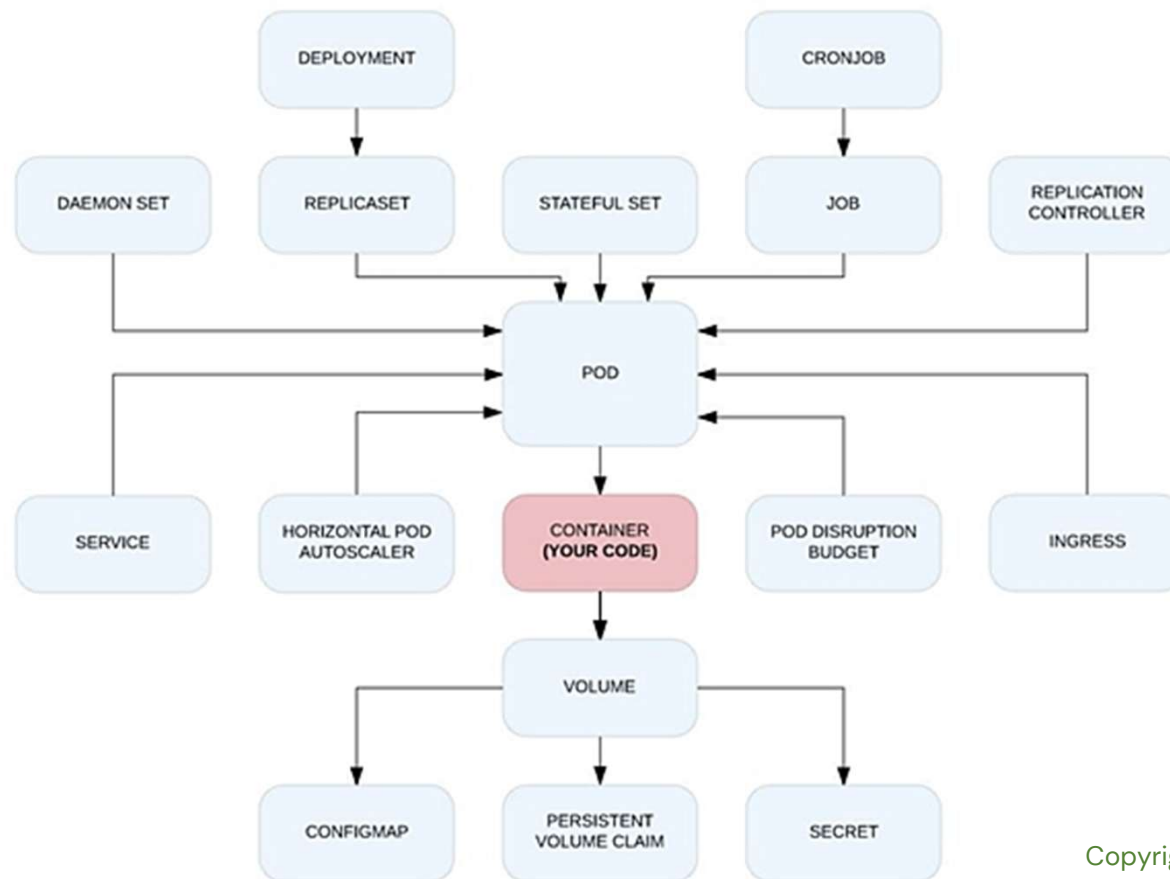 DEPLOYMENT
CRONJOB
DAEMON SET
REPLICASET
STATEFUL SET
JOB
REPLICATION
CONTROLLER
POD
SERVICE
HORIZONTAL POD
AUTOSCALER
CONTAINER
(YOUR CODE)
POD DISRUPTION
BUDGET
INGRESS
VOLUME
CONFIGMAP
PERSISTENT
VOLUME CLAIM
SECRET